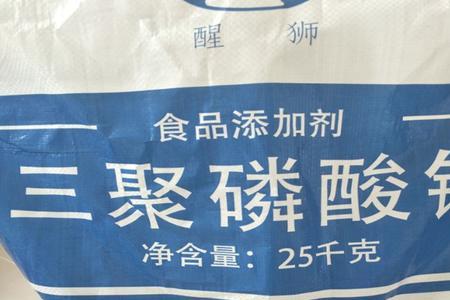 醒 狮
食品添加剂
三聚磷酸
净含量：25千克